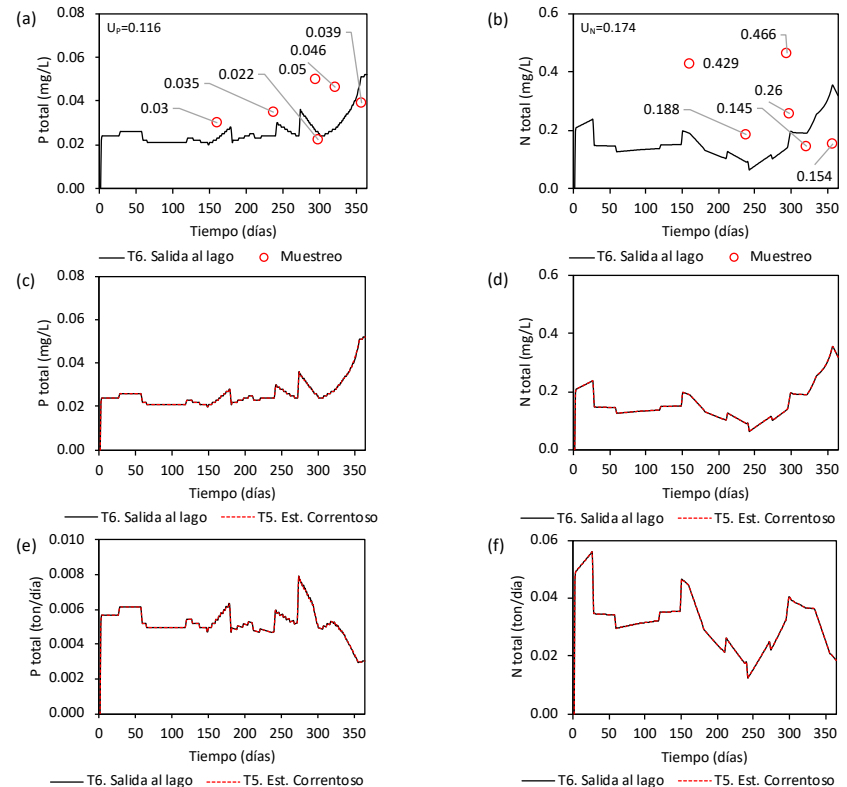 (a)
0.08
0.06
0.04
0.02
0.00
P total (mg/L)
U_P=0.116
0.03
0.035
0.022
0.05
0.046
0.039
0 50 100 150 200 250 300 350
Tiempo (días)
T6. Salida al lago Muestreo
(b)
0.6
0.4
0.2
0.0
N total (mg/L)
U_N=0.174
0.429
0.466
0.188
0.26
0.145
0.154
0 50 100 150 200 250 300 350
Tiempo (días)
T6. Salida al lago Muestreo
(c)
0.08
0.06
0.04
0.02
0.00
P total (mg/L)
0 50 100 150 200 250 300 350
Tiempo (días)
T6. Salida al lago T5. Est. Correntoso
(d)
0.6
0.4
0.2
0.0
N total (mg/L)
0 50 100 150 200 250 300 350
Tiempo (días)
T6. Salida al lago T5. Est. Correntoso
(e)
0.010
0.008
0.006
0.004
0.002
0.000
P total (ton/día)
0 50 100 150 200 250 300 350
Tiempo (días)
T6. Salida al lago T5. Est. Correntoso
(f)
0.06
0.04
0.02
0.00
N total (ton/día)
0 50 100 150 200 250 300 350
Tiempo (días)
T6. Salida al lago T5. Est. Correntoso